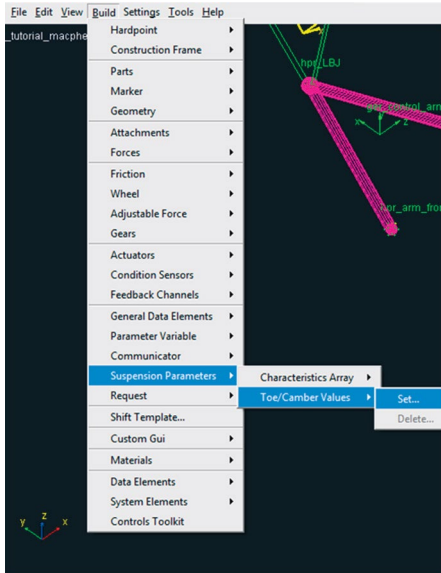 File Edit View Build Settings Tools Help
_tutorial_macphe
Hardpoint
Construction Frame
Parts
Marker
Geometry
Attachments
Forces
Friction
Wheel
Adjustable Force
Gears
Actuators
Condition Sensors
Feedback Channels
General Data Elements
Parameter Variable
Communicator
Suspension Parameters
Request
Shift Template...
Custom Gui
Materials
Data Elements
System Elements
Controls Toolkit
Characteristics Array
Toe/Camber Values
Set...
Delete...
hpr_LBJ
control_arm
x z
hpr_arm_fron
y z x